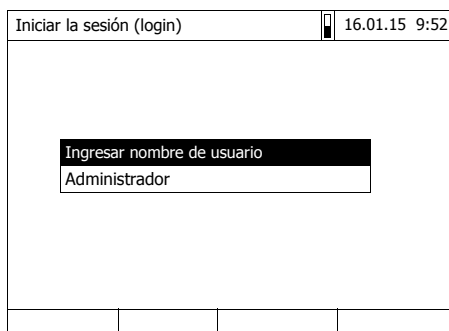 Iniciar la sesión (login) 16.01.15 9:52
Ingresar nombre de usuario
Administrador